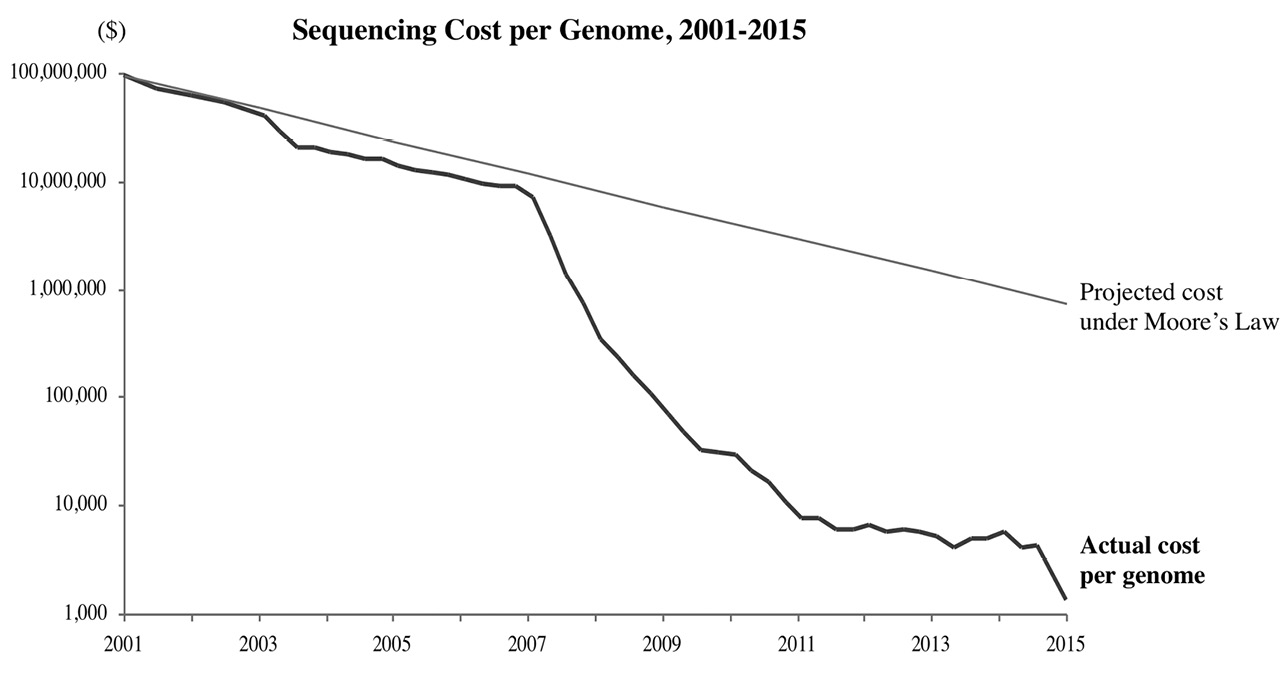 ($)
Sequencing Cost per Genome, 2001-2015
100,000,000
10,000,000
1,000,000
100,000
10,000
1,000
Projected cost
under Moore’s Law
Actual cost
per genome
2001 2003 2005 2007 2009 2011 2013 2015